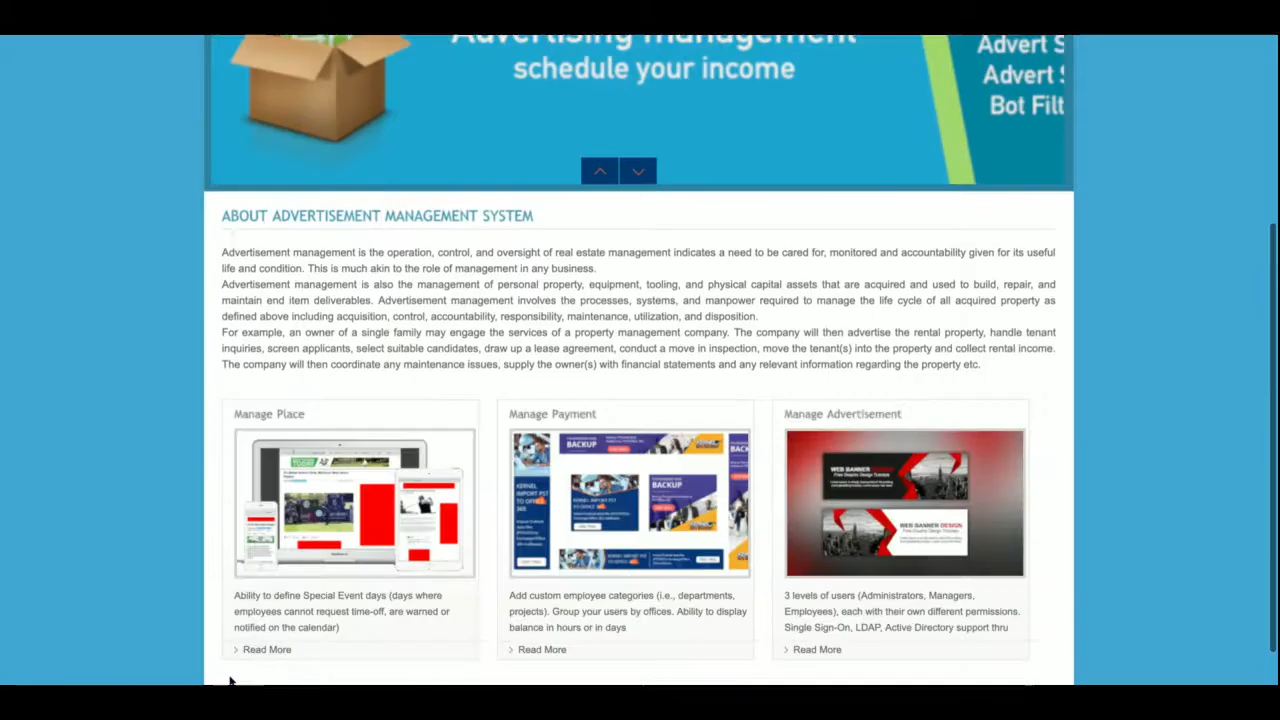 Advertising management
schedule your income
Advert S
Advert S
Bot Filt
ABOUT ADVERTISEMENT MANAGEMENT SYSTEM
Advertisement management is the operation, control, and oversight of real estate management indicates a need to be cared for, monitored and accountability given for its useful
life and condition. This is much akin to the role of management in any business.
Advertisement management is also the management of personal property, equipment, tooling, and physical capital assets that are acquired and used to build, repair, and
maintain end item deliverables. Advertisement management involves the processes, systems, and manpower required to manage the life cycle of all acquired property as
defined above including acquisition, control, accountability, responsibility, maintenance, utilization, and disposition.
For example, an owner of a single family may engage the services of a property management company. The company will then advertise the rental property, handle tenant
inquiries, screen applicants, select suitable candidates, draw up a lease agreement, conduct a move in inspection, move the tenant(s) into the property and collect rental income.
The company will then coordinate any maintenance issues, supply the owner(s) with financial statements and any relevant information regarding the property etc.
Manage Place
Ability to define Special Event days (days where
employees cannot request time-off, are warned or
notified on the calendar)
Read More
Manage Payment
BACKUP
KERNEL
IMPORT PST
TO OFFICE
365
BACKUP
Add custom employee categories (i.e., departments,
projects). Group your users by offices. Ability to display
balance in hours or in days
Read More
Manage Advertisement
WEB BANNER
WEB BANNER DESIGN
3 levels of users (Administrators, Managers,
Employees), each with their own different permissions.
Single Sign-On, LDAP, Active Directory support thru
Read More